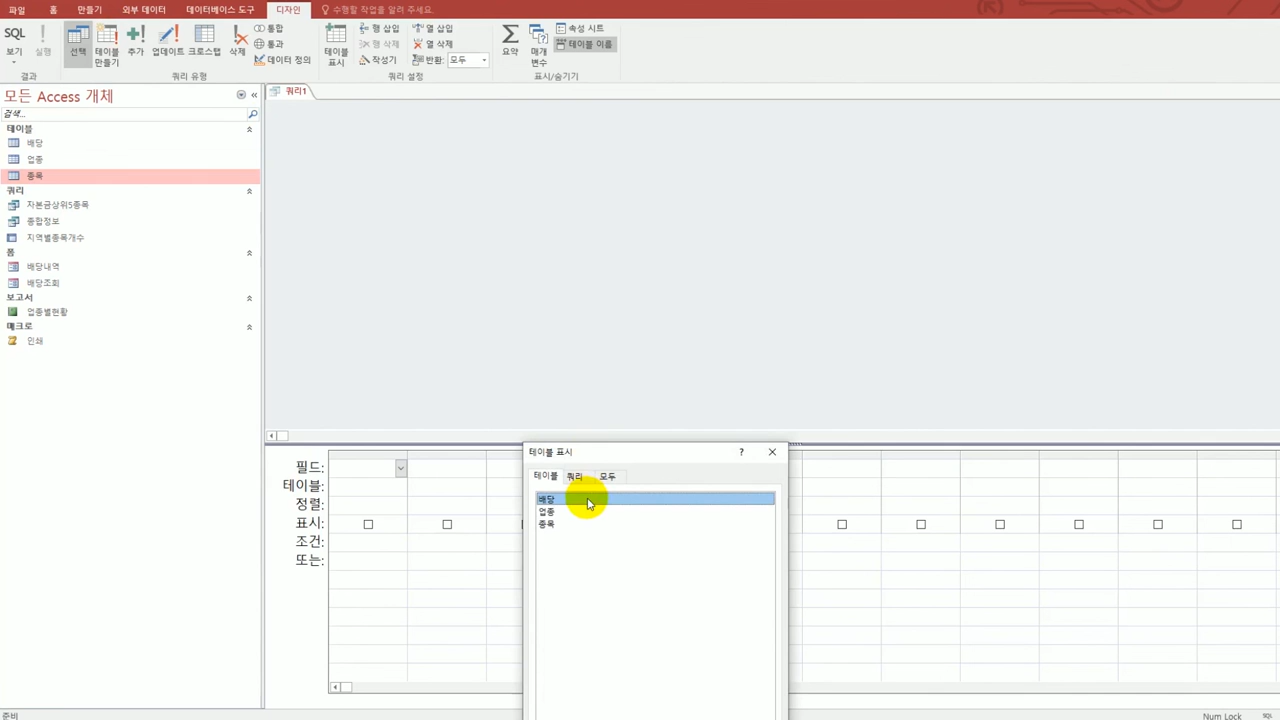 파일 홈 만들기 외부 데이터 데이터베이스 도구 디자인 수행할 작업을 알려 주세요.
SQL
보기
실행
선택
테이블
만들기
추가
업데이트
크로스탭
삭제
통합
통과
데이터 정의
테이블
표시
행 삽입
행 삭제
작성기
열 삽입
열 삭제
반환: 모두
요약
매개
변수
속성 시트
테이블 이름
결과
쿼리 유형
쿼리 설정
표시/숨기기
모든 Access 개체
검색...
테이블
배당
업종
종목
쿼리
자본금상위5종목
종합정보
지역별종목개수
폼
배당내역
배당조회
보고서
업종별현황
매크로
인쇄
쿼리1
필드:
테이블:
정렬:
표시:
조건:
또는:
테이블 표시
테이블 쿼리 모두
배당
업종
종목
준비
Num Lock SQL